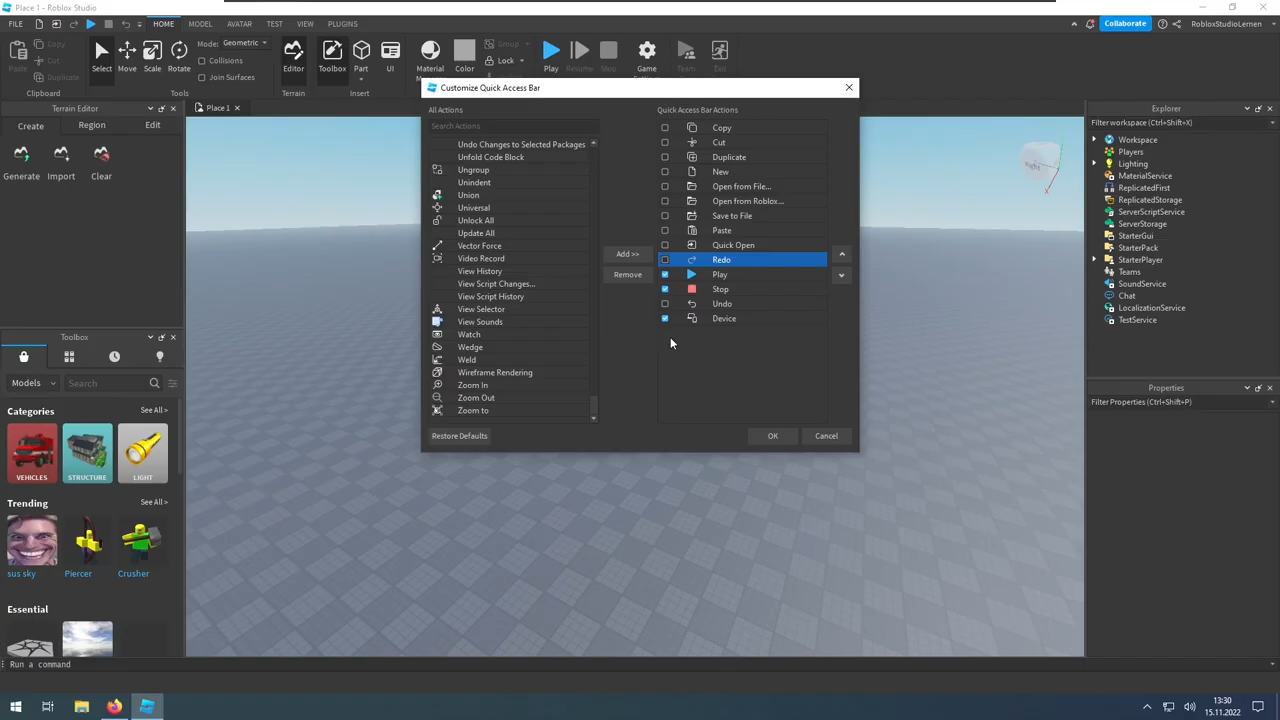 Place 1 - Roblox Studio
FILE
HOME
MODEL
AVATAR
TEST
VIEW
PLUGINS
Collaborate
RobloxStudioLernen
Paste
Copy
Cut
Duplicate
Clipboard
Select
Move
Scale
Rotate
Mode: Geometric
Collisions
Join Surfaces
Tools
Editor
Terrain
Toolbox
Part
UI
Insert
Material
Color
Group
Lock
Play
Resume
Game
Team
Exit
Terrain Editor
Create
Region
Edit
Generate
Import
Clear
Place 1
Customize Quick Access Bar
All Actions
Search Actions
Undo Changes to Selected Packages
Unfold Code Block
Ungroup
Unindent
Union
Universal
Unlock All
Update All
Vector Force
Video Record
View History
View Script Changes...
View Script History
View Selector
View Sounds
Watch
Wedge
Weld
Wireframe Rendering
Zoom In
Zoom Out
Zoom to
Restore Defaults
Add >>
Remove
Quick Access Bar Actions
Copy
Cut
Duplicate
New
Open from File...
Open from Roblox...
Save to File
Paste
Quick Open
Redo
Play
Stop
Undo
Device
OK
Cancel
Right
Toolbox
Models
Search
Categories
See All >
VEHICLES
STRUCTURE
LIGHT
Trending
See All >
sus sky
Piercer
Crusher
Essential
See All >
Explorer
Filter workspace (Ctrl+Shift+X)
Workspace
Players
Lighting
MaterialService
ReplicatedFirst
ReplicatedStorage
ServerScriptService
ServerStorage
StarterGui
StarterPack
StarterPlayer
Teams
SoundService
Chat
LocalizationService
TestService
Properties
Filter Properties (Ctrl+Shift+P)
Run a command
13:30
15.11.2022